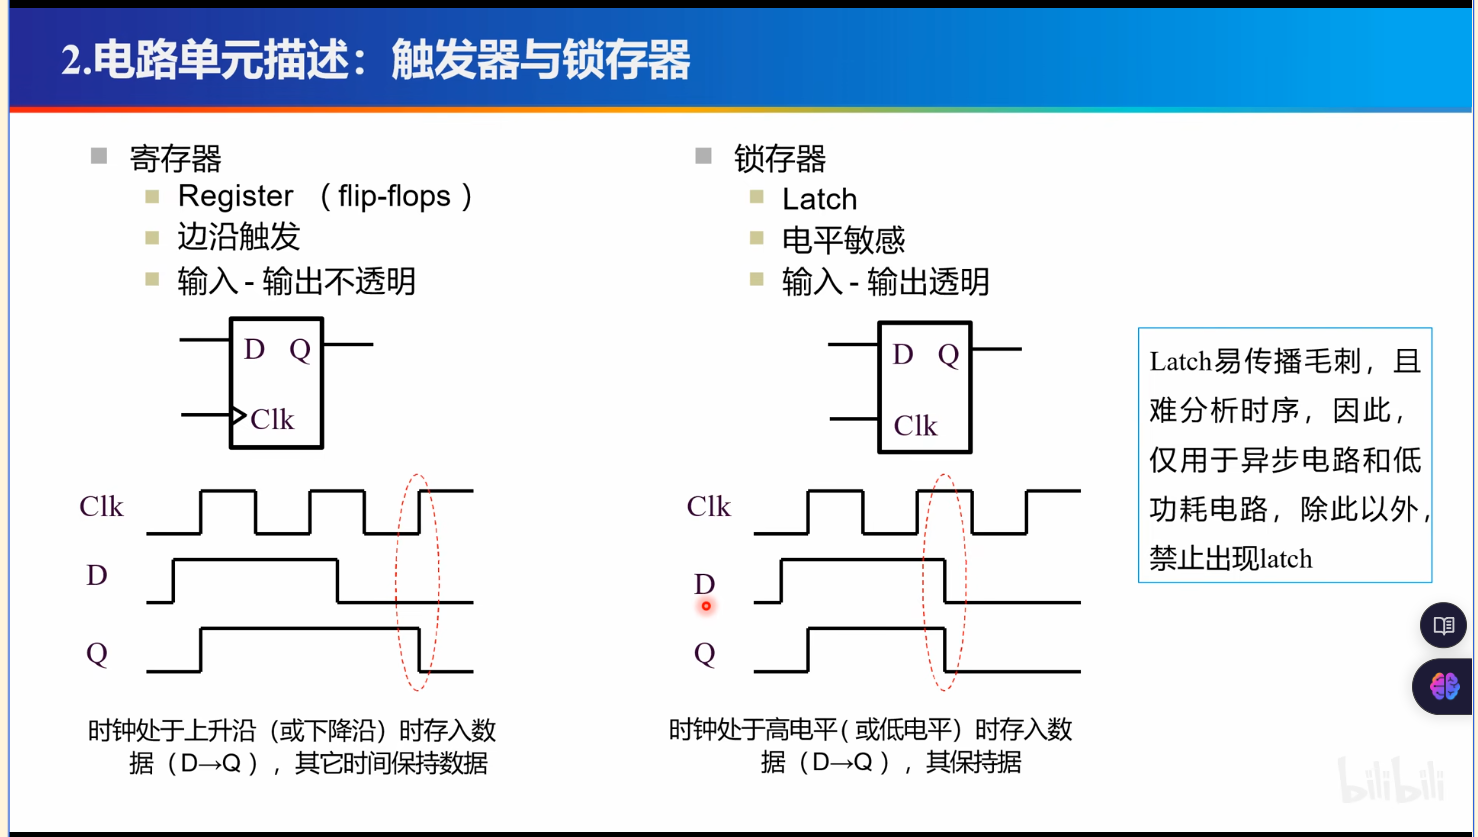 2.电路单元描述：触发器与锁存器
寄存器
Register （flip-flops ）
边沿触发
输入 - 输出不透明
D Q
Clk
Clk
D
Q
时钟处于上升沿（或下降沿）时存入数
据（D→Q ），其它时间保持数据
锁存器
Latch
电平敏感
输入 - 输出透明
D Q
Clk
Clk
D
Q
时钟处于高电平( 或低电平）时存入数
据（D→Q ），其保持据
Latch易传播毛刺，且
难分析时序，因此，
仅用于异步电路和低
功耗电路，除此以外，
禁止出现latch
bilibili